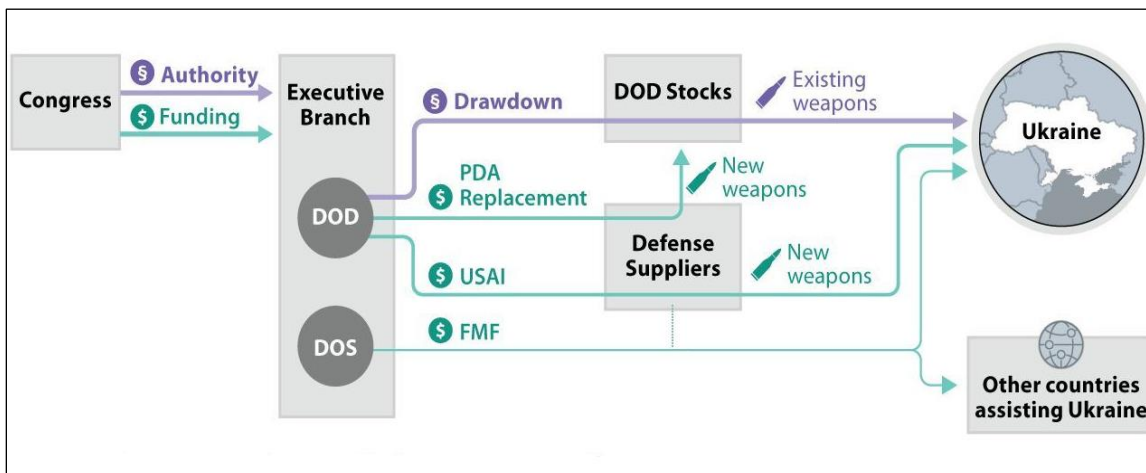 Congress
§ Authority
$ Funding
Executive
Branch
DOD
DOS
§ Drawdown
PDA
$ Replacement
$ USAI
$ FMF
DOD Stocks
Existing
weapons
New
weapons
Defense
Suppliers
New
weapons
Ukraine
Other countries
assisting Ukraine